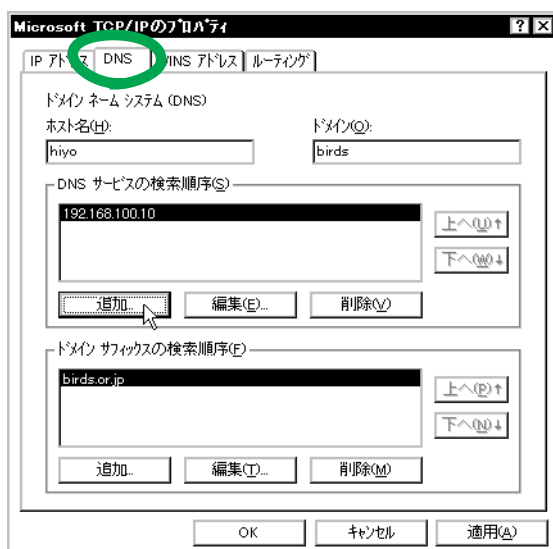 Microsoft TCP/IPのﾌﾟﾛﾊﾟﾃｨ
IP ｱﾄﾞﾚｽ DNS WINS ｱﾄﾞﾚｽ ﾙｰﾃｨﾝｸﾞ
ﾄﾞﾒｲﾝ ﾈｰﾑ ｼｽﾃﾑ (DNS)
ﾎｽﾄ名(H): ﾄﾞﾒｲﾝ(O):
hiyo birds
DNS ｻｰﾋﾞｽの検索順序(S)
192.168.100.10
上へ(U)↑
下へ(W)↓
追加... 編集(E)... 削除(V)
ﾄﾞﾒｲﾝ ｻﾌｨｯｸｽの検索順序(F)
birds.or.jp
上へ(P)↑
下へ(N)↓
追加... 編集(T)... 削除(M)
OK ｷｬﾝｾﾙ 適用(A)